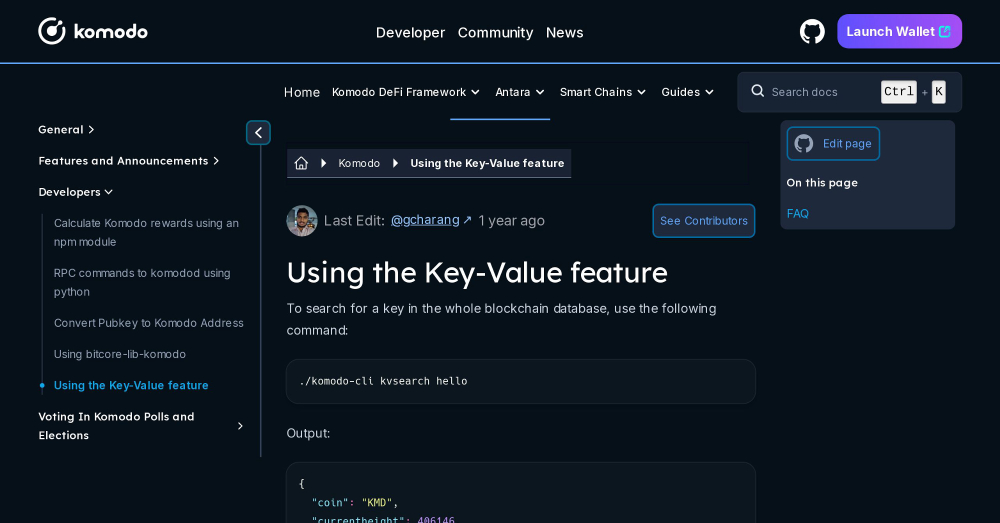 komodo
Developer Community News
Launch Wallet
Home Komodo DeFi Framework Antara Smart Chains Guides
Search docs Ctrl + K
General
Features and Announcements
Developers
Calculate Komodo rewards using an
npm module
RPC commands to komodod using
python
Convert Pubkey to Komodo Address
Using bitcore-lib-komodo
Using the Key-Value feature
Voting In Komodo Polls and
Elections
Komodo Using the Key-Value feature
Last Edit: @gcharang ↗ 1 year ago
See Contributors
Using the Key-Value feature
To search for a key in the whole blockchain database, use the following
command:
./komodo-cli kvsearch hello
Output:
{
"coin": "KMD",
"currentheight": 406146,
Edit page
On this page
FAQ